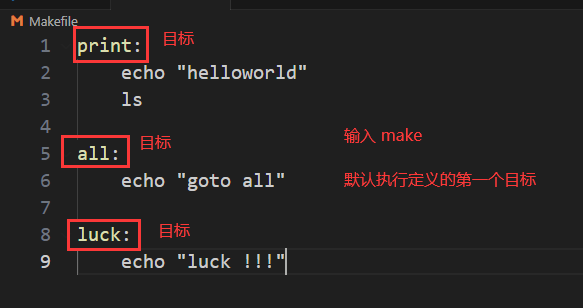 Makefile
1 print: 目标
2 echo "helloworld"
3 ls
4
5 all: 目标
输入 make
6 echo "goto all"
默认执行定义的第一个目标
7
8 luck: 目标
9 echo "luck !!!"